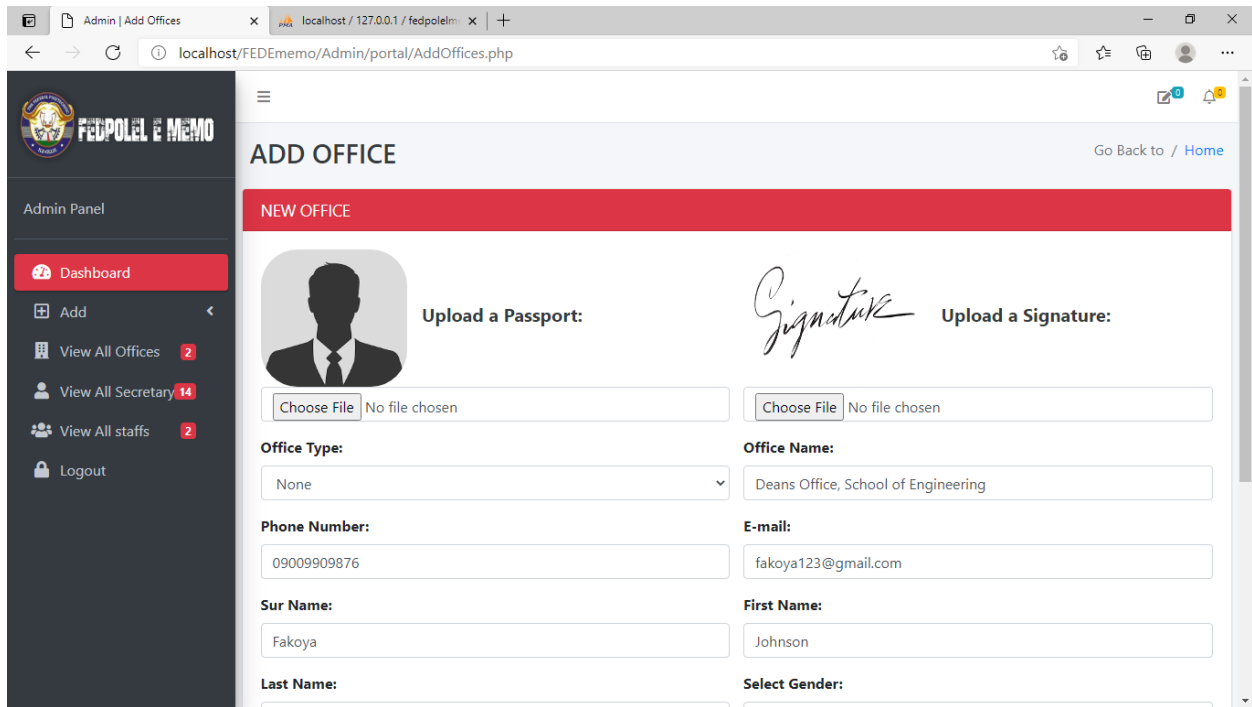 Admin | Add Offices
localhost / 127.0.0.1 / fedpolelm
localhost/FEDEmemo/Admin/portal/AddOffices.php
FEDPOLEL E MEMO
0
0
ADD OFFICE
Go Back to / Home
Admin Panel
NEW OFFICE
Dashboard
Add
View All Offices 2
View All Secretary 14
View All staffs 2
Logout
Signature
Upload a Passport:
Upload a Signature:
Choose File No file chosen
Choose File No file chosen
Office Type:
Office Name:
None
Deans Office, School of Engineering
Phone Number:
E-mail:
09009909876
fakoya123@gmail.com
Sur Name:
First Name:
Fakoya
Johnson
Last Name:
Select Gender: